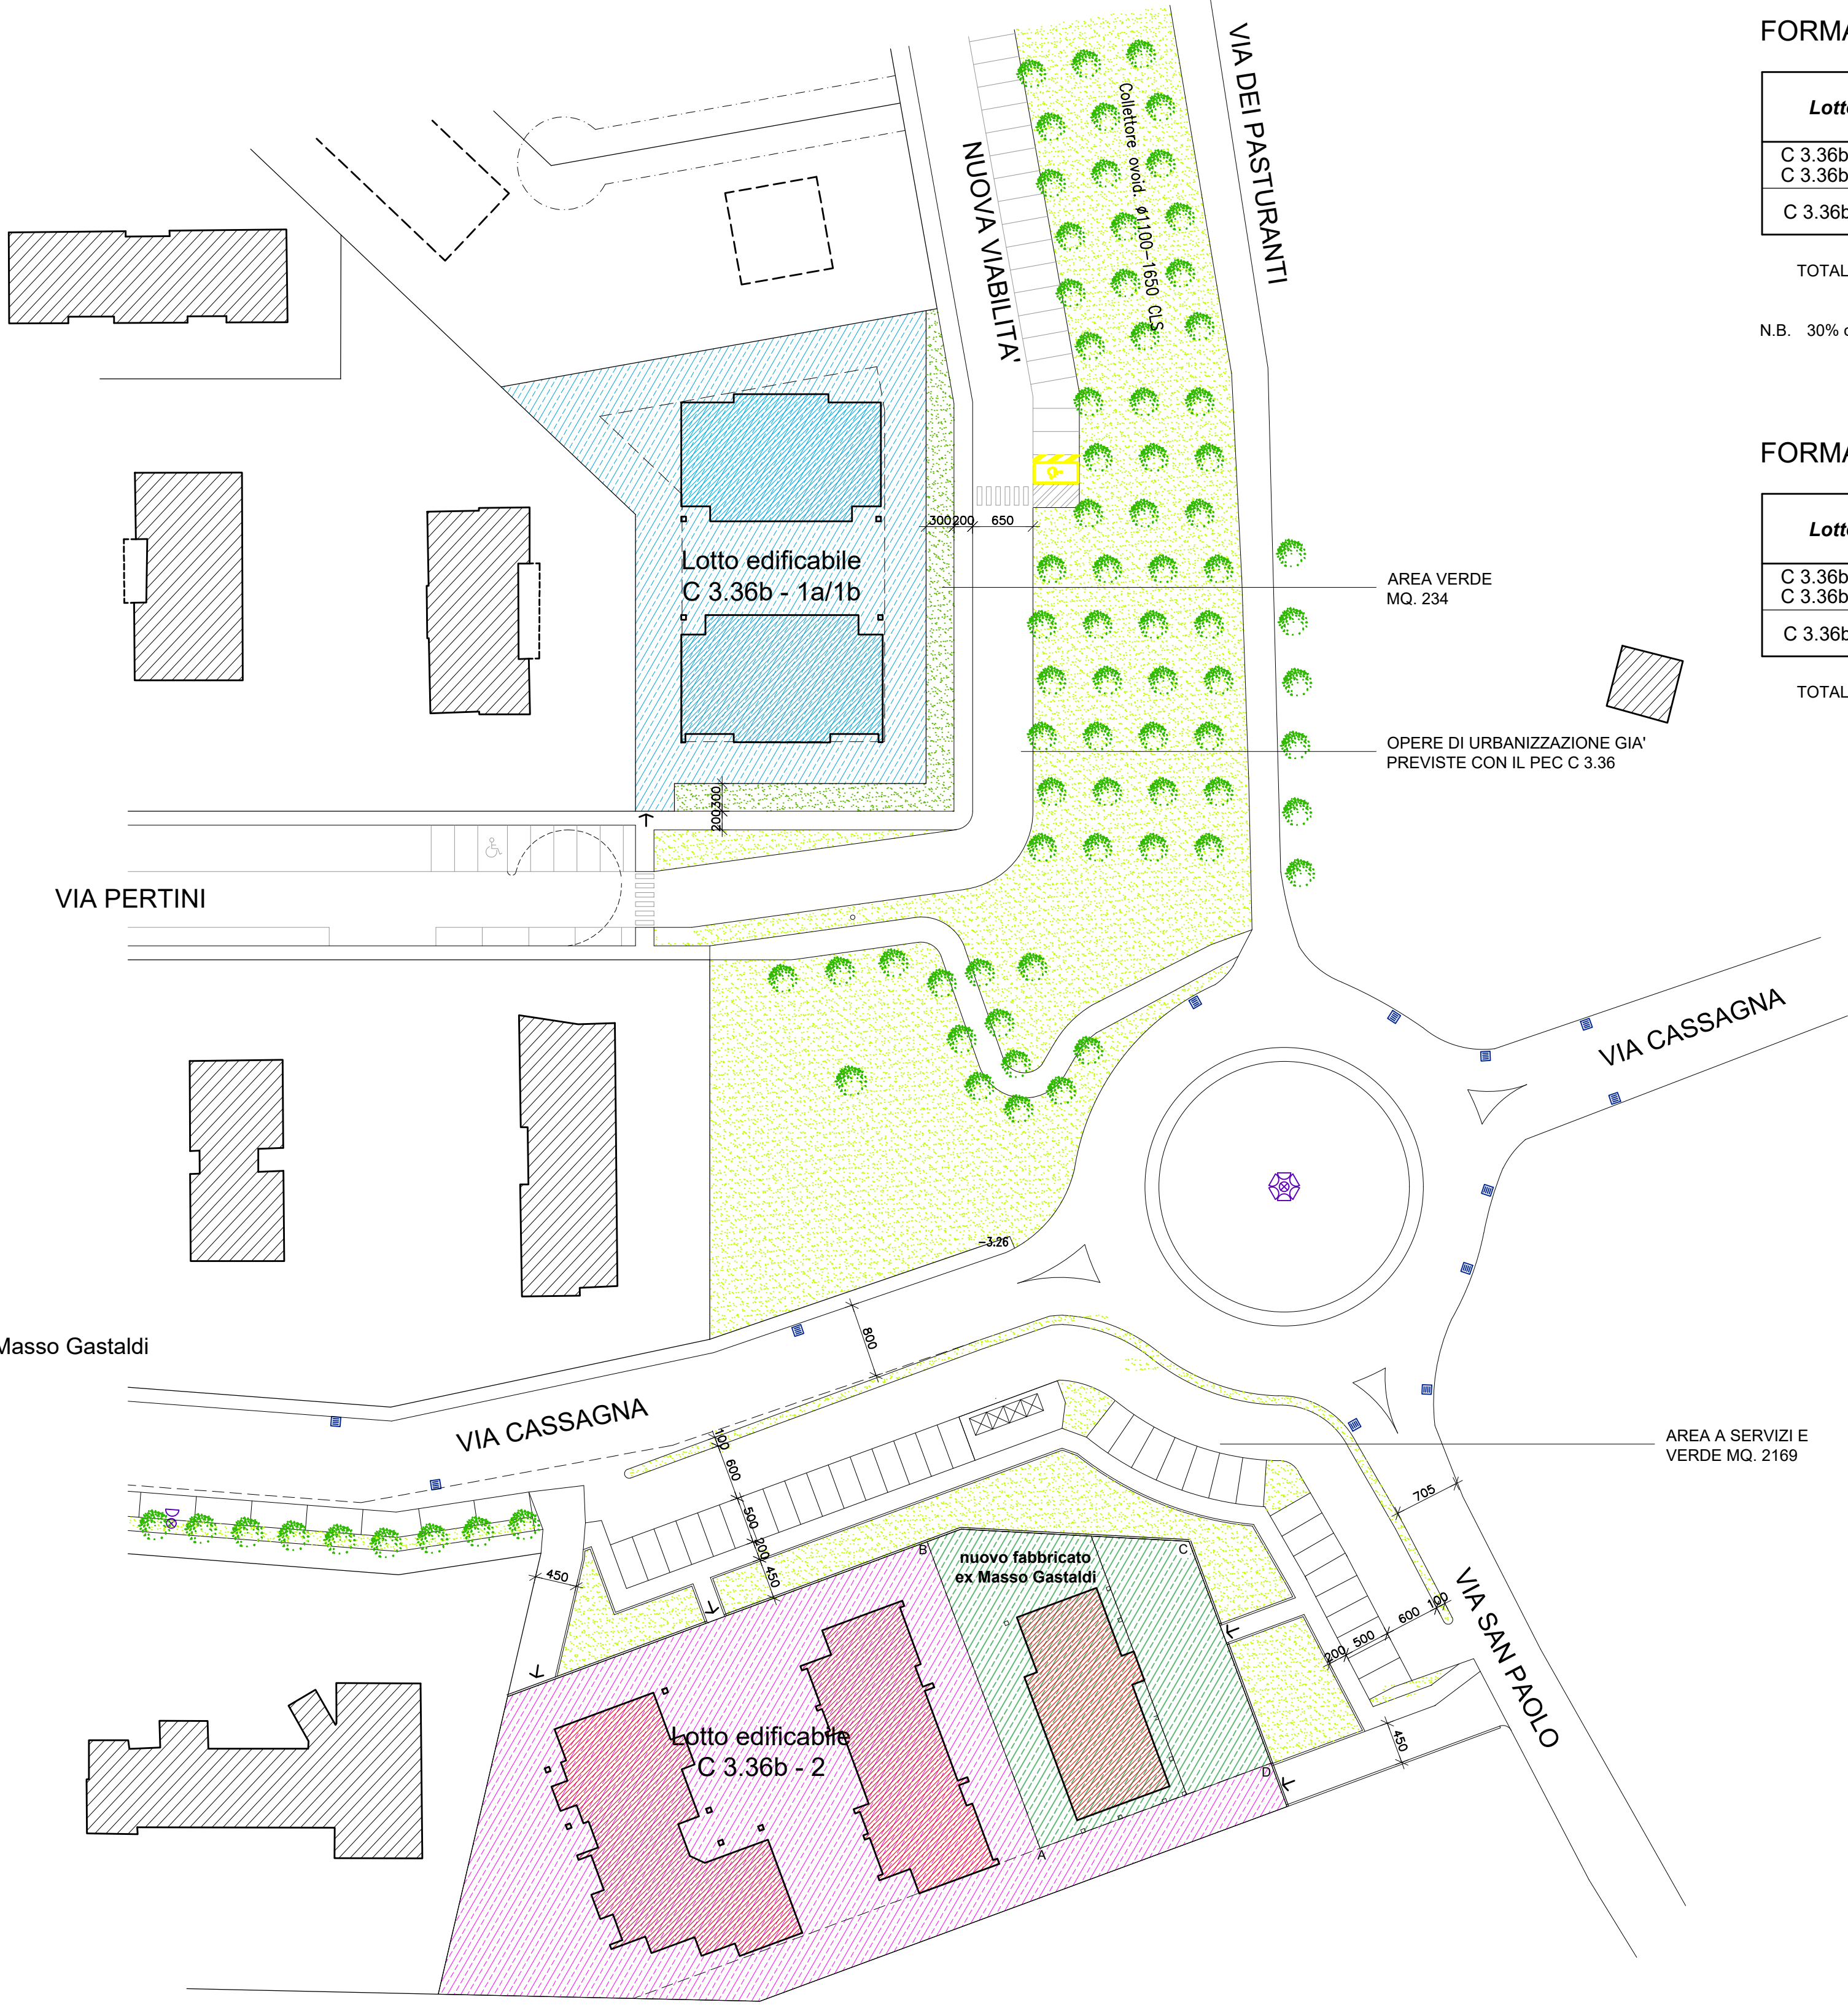 FORMA
Lotto
C 3.36b
C 3.36b
C 3.36b
TOTAL
N.B. 30%
FORMA
Lotto
C 3.36b
C 3.36b
C 3.36b
TOTAL
VIA DEI PASTURANTI
Collettore ovoid. ø1100-1650 CLS
NUOVA VIABILITA'
Lotto edificabile
C 3.36b - 1a/1b
300 200 650
AREA VERDE
MQ. 234
OPERE DI URBANIZZAZIONE GIA'
PREVISTE CON IL PEC C 3.36
200 300
VIA PERTINI
VIA CASSAGNA
-3.26
800
Masso Gastaldi
VIA CASSAGNA
100 600 500 200 450
450
AREA A SERVIZI E
VERDE MQ. 2169
705
VIA SAN PAOLO
200 500 600 100
450
B
C
nuovo fabbricato
ex Masso Gastaldi
Lotto edificabile
C 3.36b - 2
D
A